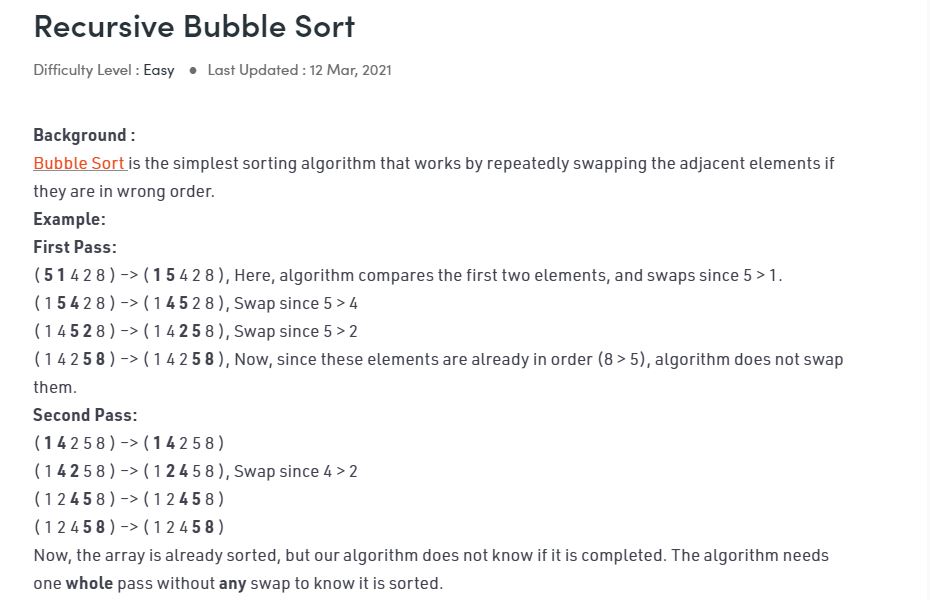 Recursive Bubble Sort
Difficulty Level : Easy ● Last Updated : 12 Mar, 2021
Background :
Bubble Sort is the simplest sorting algorithm that works by repeatedly swapping the adjacent elements if
they are in wrong order.
Example:
First Pass:
( 5 1 4 2 8 ) –> ( 1 5 4 2 8 ), Here, algorithm compares the first two elements, and swaps since 5 > 1.
( 1 5 4 2 8 ) –> ( 1 4 5 2 8 ), Swap since 5 > 4
( 1 4 5 2 8 ) –> ( 1 4 2 5 8 ), Swap since 5 > 2
( 1 4 2 5 8 ) –> ( 1 4 2 5 8 ), Now, since these elements are already in order (8 > 5), algorithm does not swap
them.
Second Pass:
( 1 4 2 5 8 ) –> ( 1 4 2 5 8 )
( 1 4 2 5 8 ) –> ( 1 2 4 5 8 ), Swap since 4 > 2
( 1 2 4 5 8 ) –> ( 1 2 4 5 8 )
( 1 2 4 5 8 ) –> ( 1 2 4 5 8 )
Now, the array is already sorted, but our algorithm does not know if it is completed. The algorithm needs
one whole pass without any swap to know it is sorted.